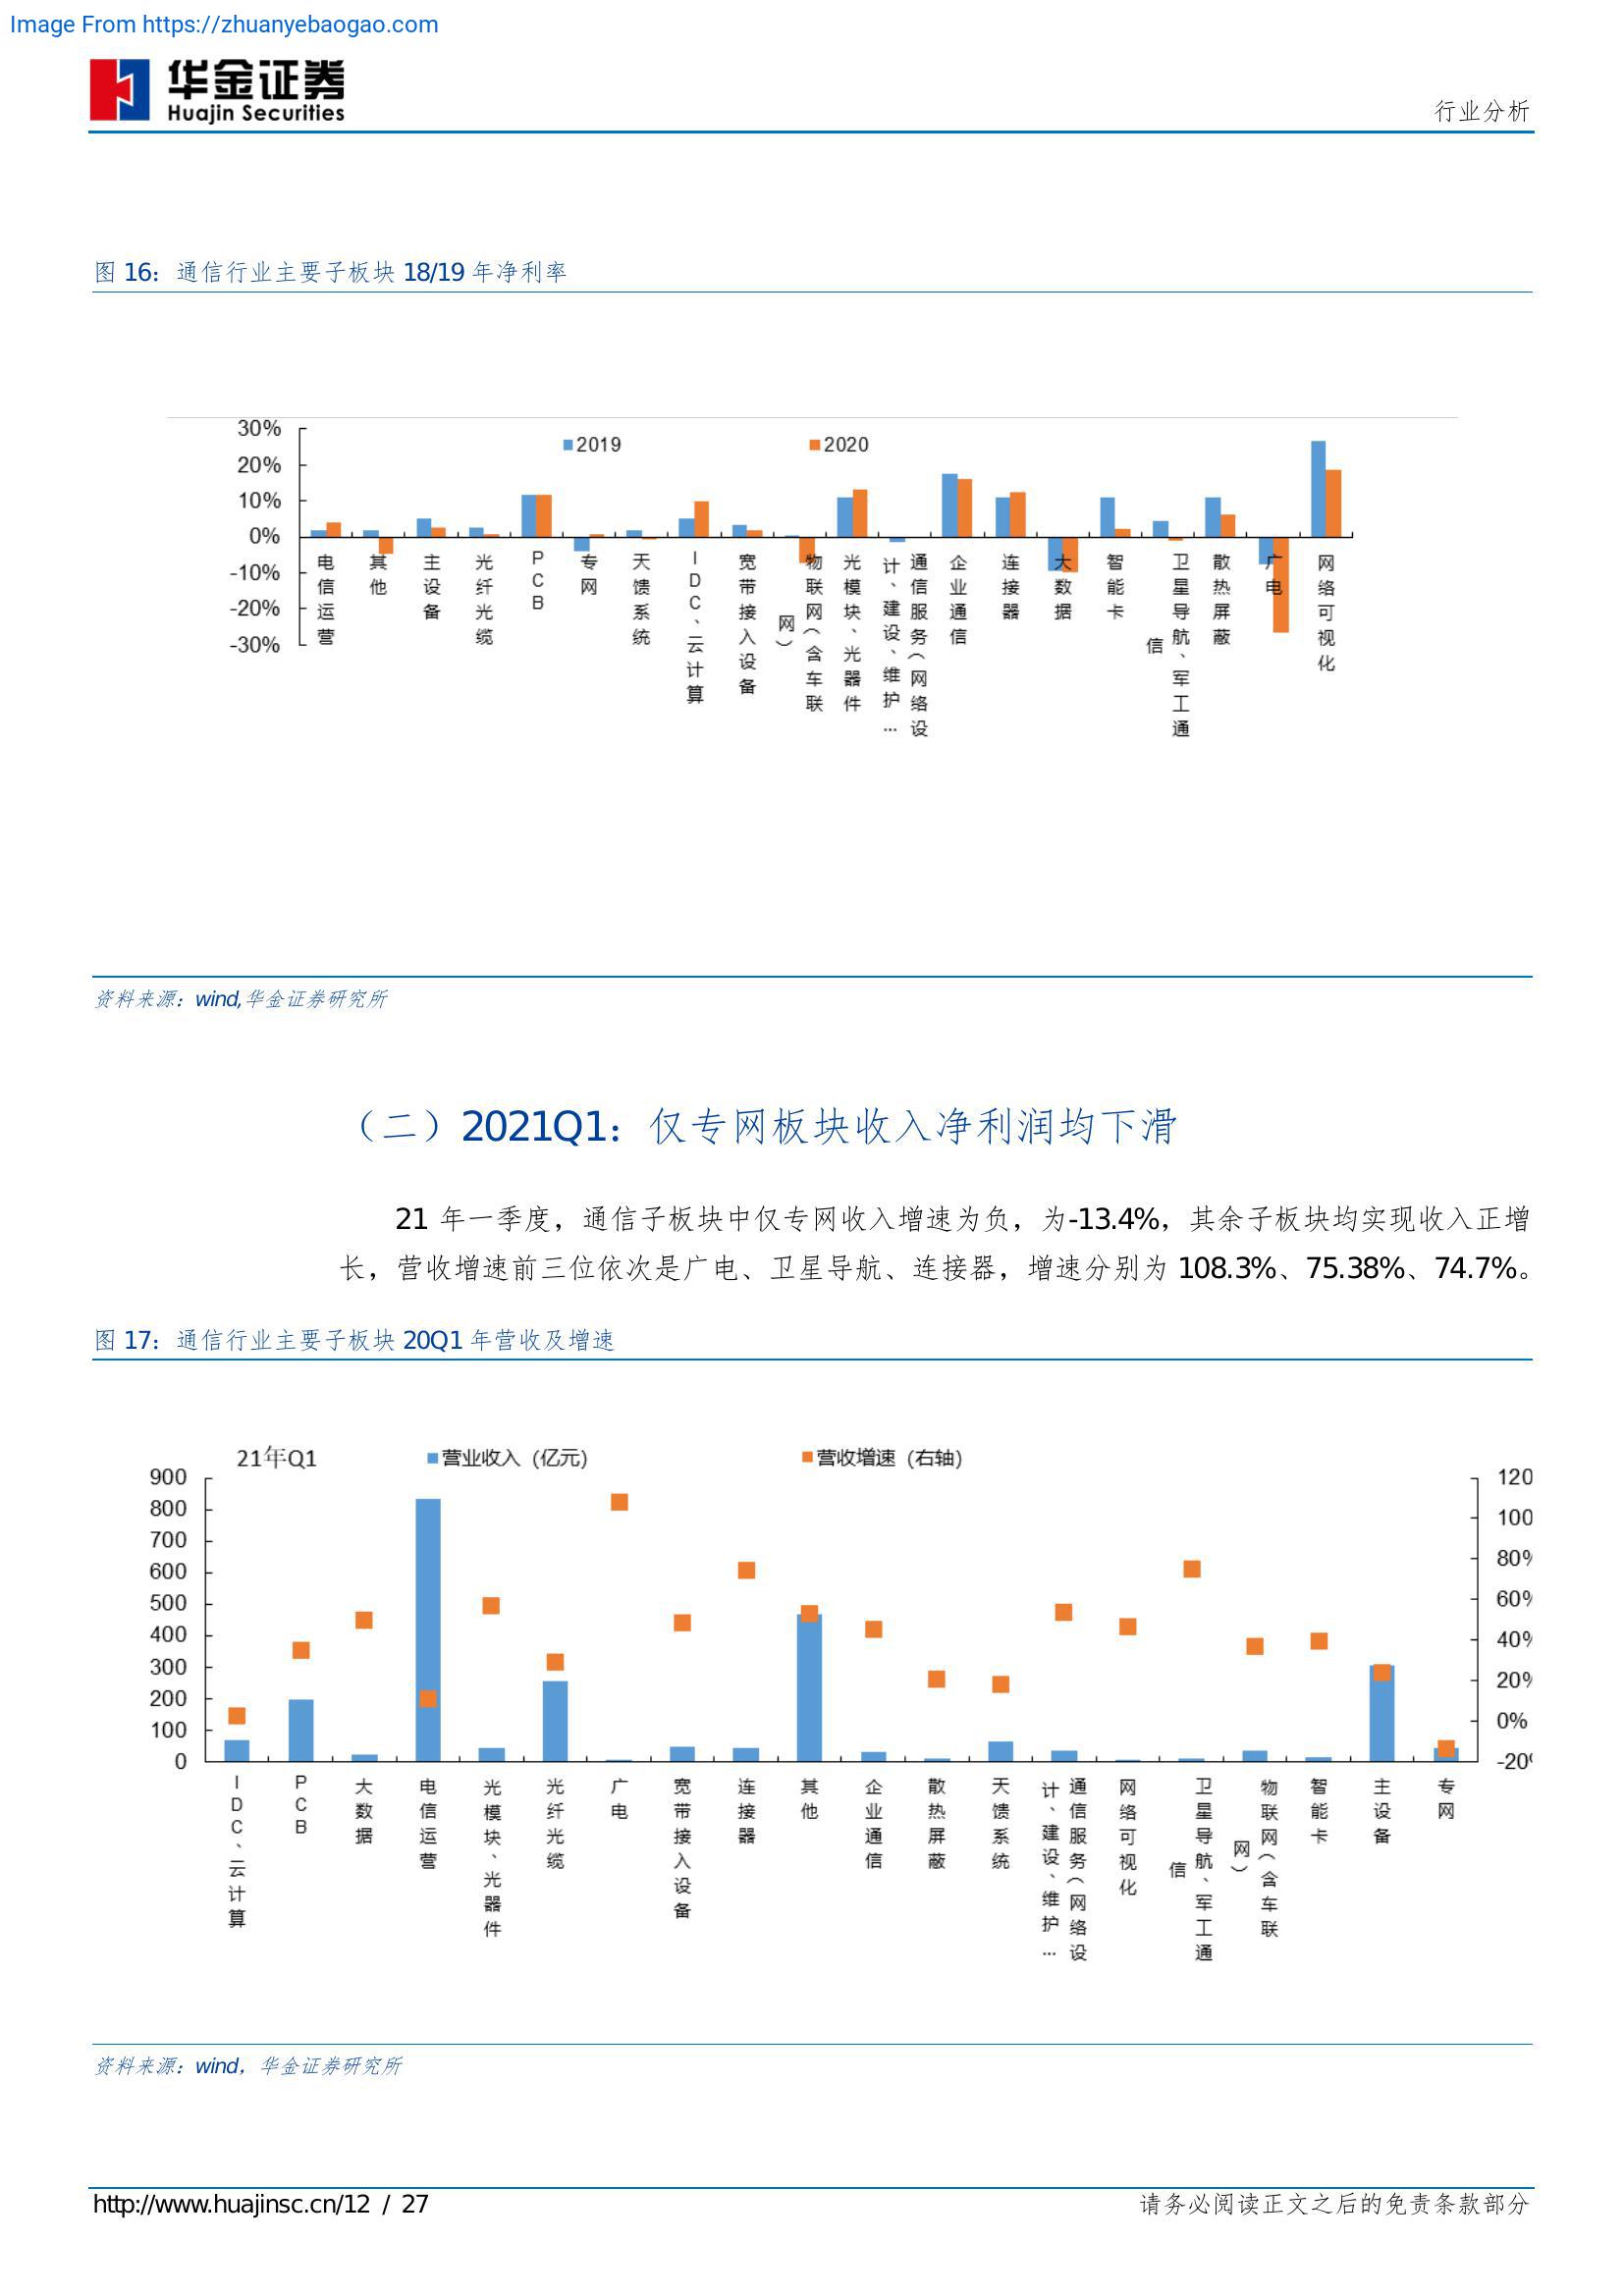 Image From https://zhuanyebaogao.com
华金证券
Huajin Securities
行业分析
图 16：通信行业主要子板块 18/19 年净利率
30%
20%
10%
0%
-10%
-20%
-30%
2019
2020
电信运营
其他
主设备
光纤光缆
PCB
专网
天馈系统
IDC、云计算
宽带接入设备
物联网（含车联网）
光模块、光器件
通信服务（网络设计、建设、维护…
企业通信
连接器
大数据
智能卡
卫星导航、军工通信
散热屏蔽
广电
网络可视化
资料来源：wind,华金证券研究所
（二）2021Q1：仅专网板块收入净利润均下滑
21 年一季度，通信子板块中仅专网收入增速为负，为-13.4%，其余子板块均实现收入正增
长，营收增速前三位依次是广电、卫星导航、连接器，增速分别为 108.3%、75.38%、74.7%。
图 17：通信行业主要子板块 20Q1 年营收及增速
21年Q1
营业收入（亿元）
营收增速（右轴）
900
800
700
600
500
400
300
200
100
0
120
100
80%
60%
40%
20%
0%
-20%
IDC、云计算
PCB
大数据
电信运营
光模块、光器件
光纤光缆
广电
宽带接入设备
连接器
其他
企业通信
散热屏蔽
天馈系统
通信服务（网络设计、建设、维护…
网络可视化
卫星导航、军工通信
物联网（含车联网）
智能卡
主设备
专网
资料来源：wind，华金证券研究所
http://www.huajinsc.cn/12 / 27
请务必阅读正文之后的免责条款部分